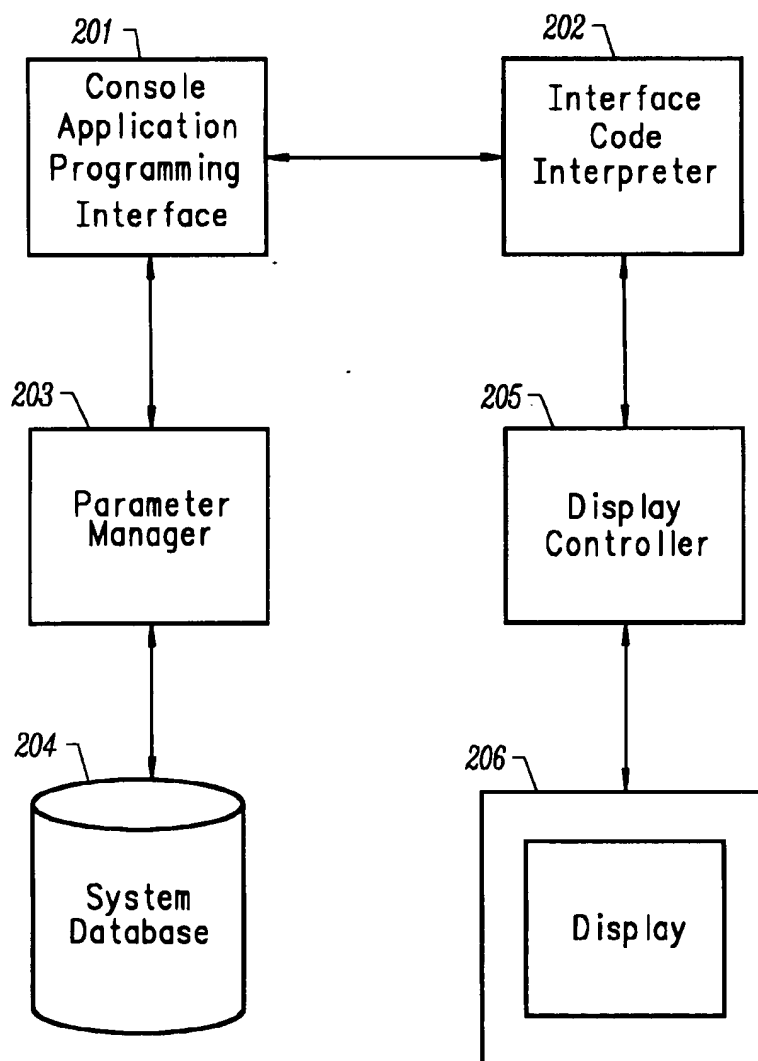 201
Console
Application
Programming
Interface
202
Interface
Code
Interpreter
203
Parameter
Manager
205
Display
Controller
204
System
Database
206
Display